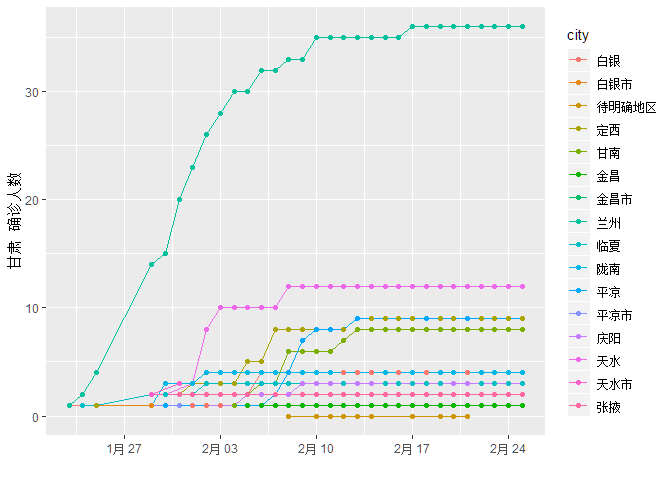 甘肃 确诊人数
30
20
10
0
1月 27
2月 03
2月 10
2月 17
2月 24
city
白银
白银市
待明确地区
定西
甘南
金昌
金昌市
兰州
临夏
陇南
平凉
平凉市
庆阳
天水
天水市
张掖